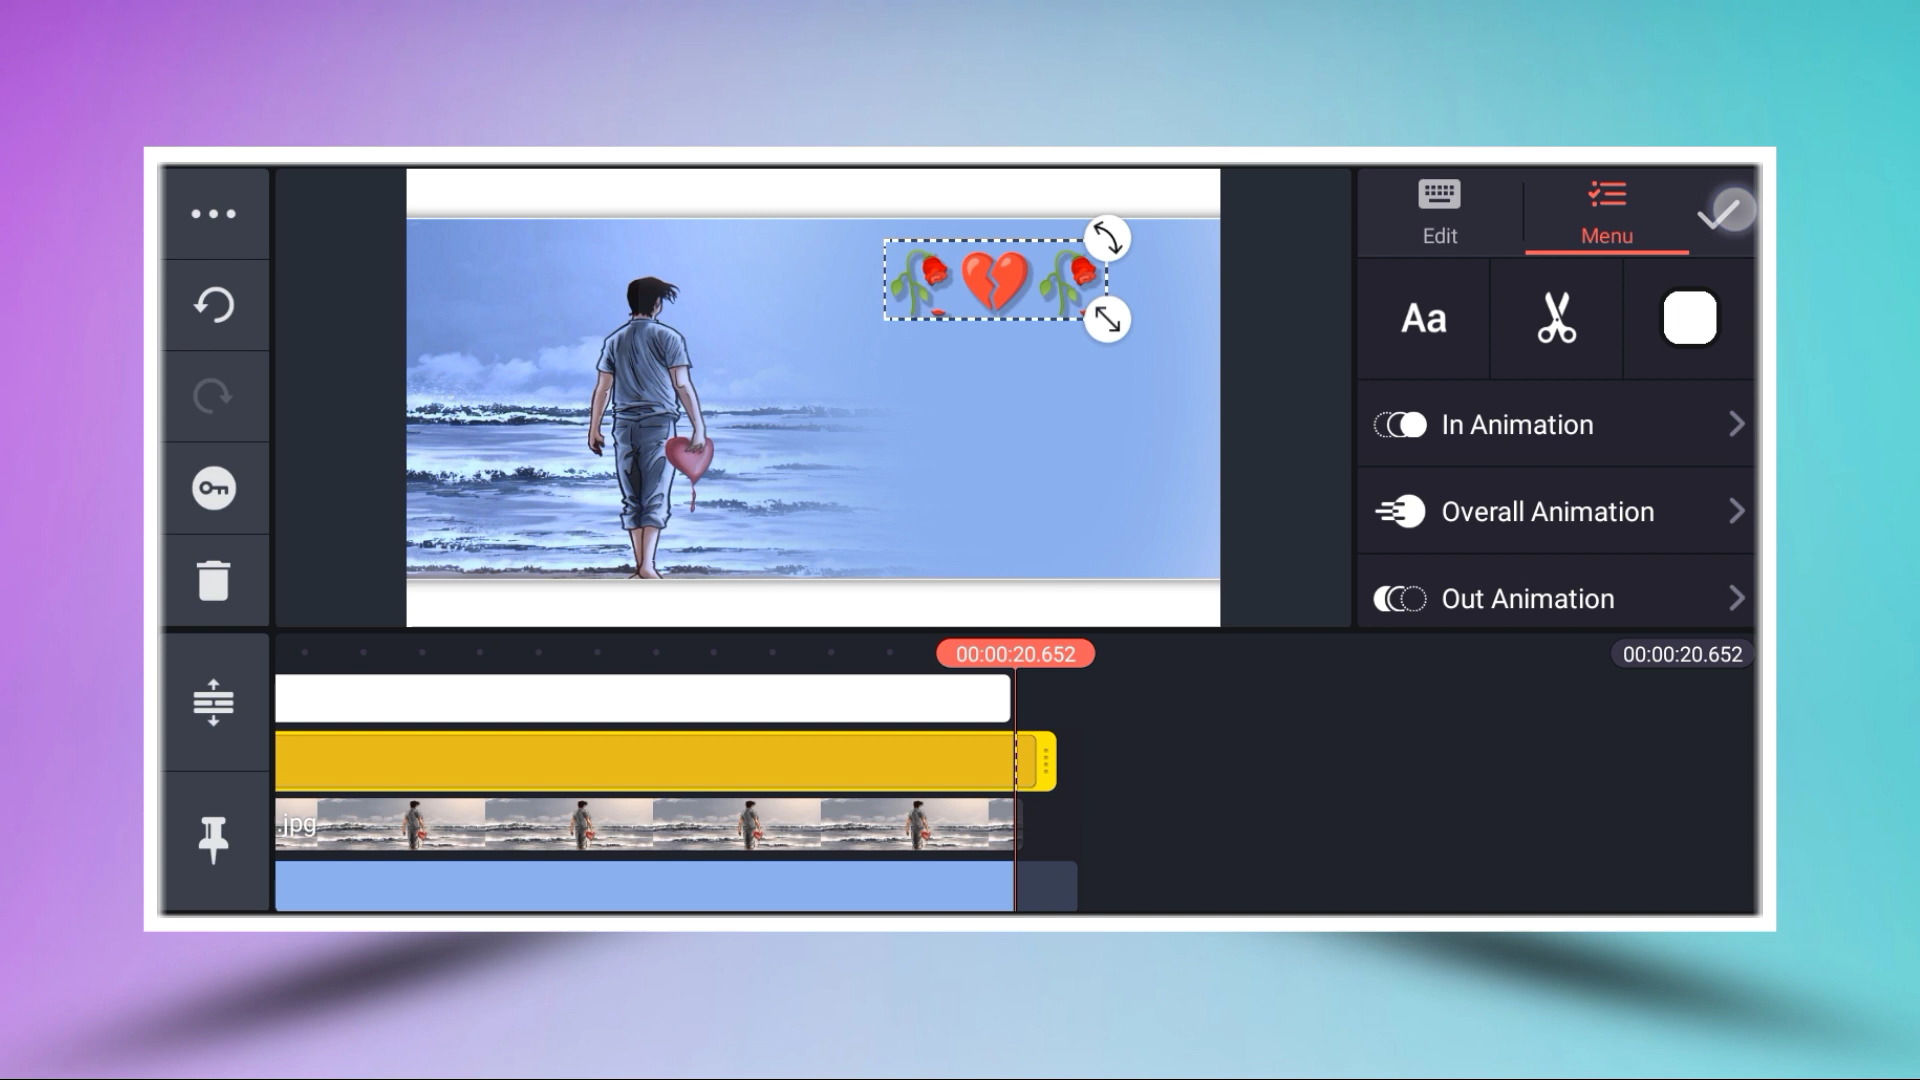 Edit
Menu
Aa
In Animation
Overall Animation
Out Animation
00:00:20.652
00:00:20.652
.jpg